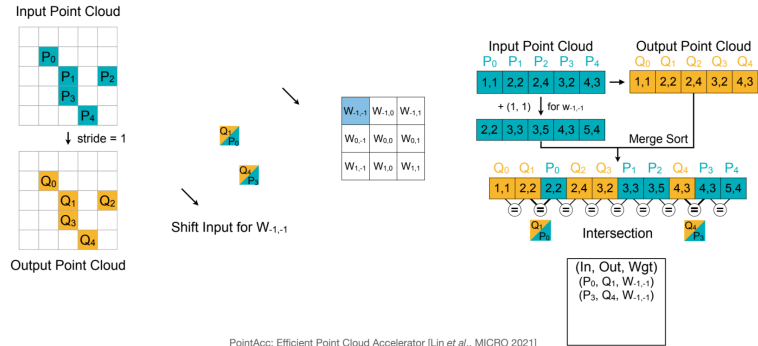 Input Point Cloud
P0
P1
P2
P3
P4
stride = 1
Q0
Q1
Q2
Q3
Q4
Output Point Cloud
Q1
P0
Q4
P3
Shift Input for W-1,-1
W-1,-1 W-1,0 W-1,1
W0,-1 W0,0 W0,1
W1,-1 W1,0 W1,1
Input Point Cloud
P0 P1 P2 P3 P4
1,1 2,2 2,4 3,2 4,3
Output Point Cloud
Q0 Q1 Q2 Q3 Q4
1,1 2,2 2,4 3,2 4,3
+ (1, 1) for w-1,-1
2,2 3,3 3,5 4,3 5,4
Merge Sort
Q0 Q1 P0 Q2 Q3 P1 P2 Q4 P3 P4
1,1 2,2 2,2 2,4 3,2 3,3 3,5 4,3 4,3 5,4
= = = = = = = = =
Q1
P0
Intersection
Q4
P3
(In, Out, Wgt)
(P0, Q1, W-1,-1)
(P3, Q4, W-1,-1)
PointAcc: Efficient Point Cloud Accelerator [Lin et al., MICRO 2021]